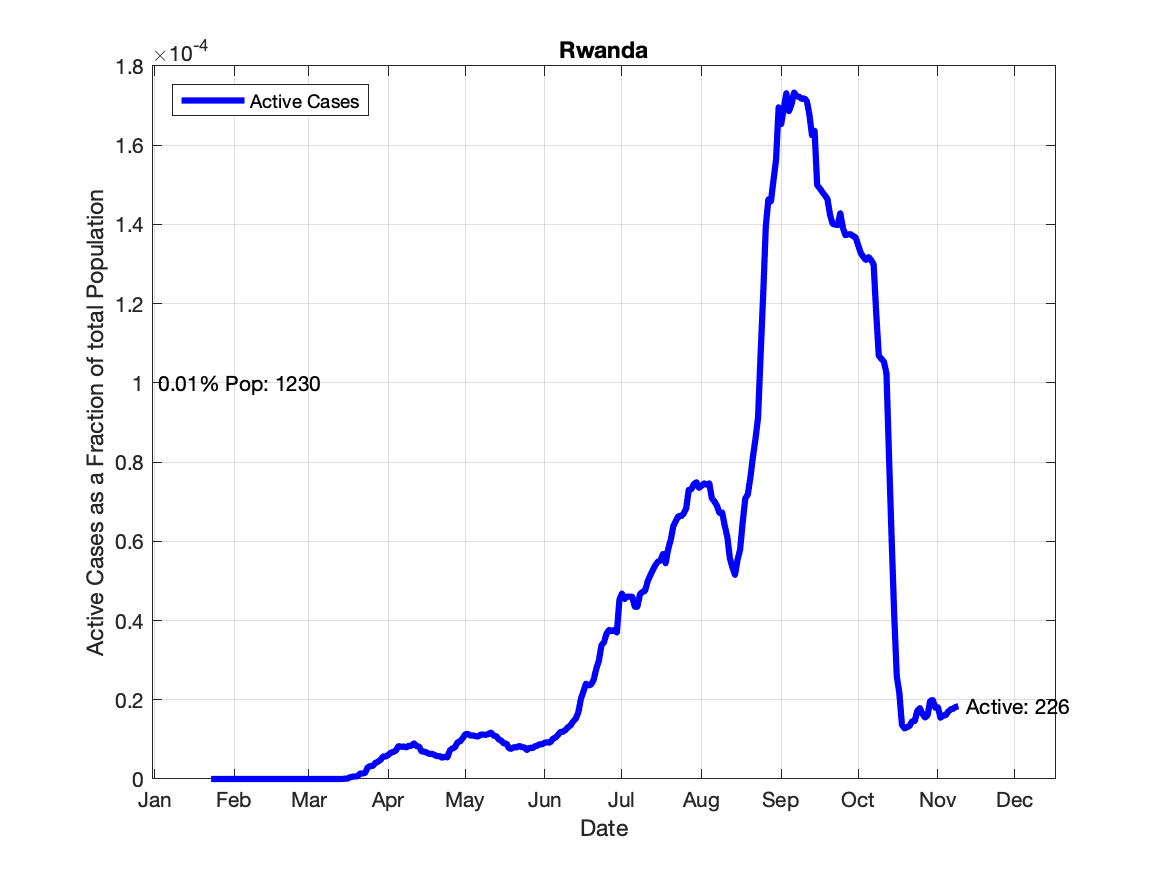 Rwanda
×10-4
Active Cases
1.8
1.6
1.4
1.2
1
0.8
0.6
0.4
0.2
0
0.01% Pop: 1230
Active: 226
Active Cases as a Fraction of total Population
Jan Feb Mar Apr May Jun Jul Aug Sep Oct Nov Dec
Date